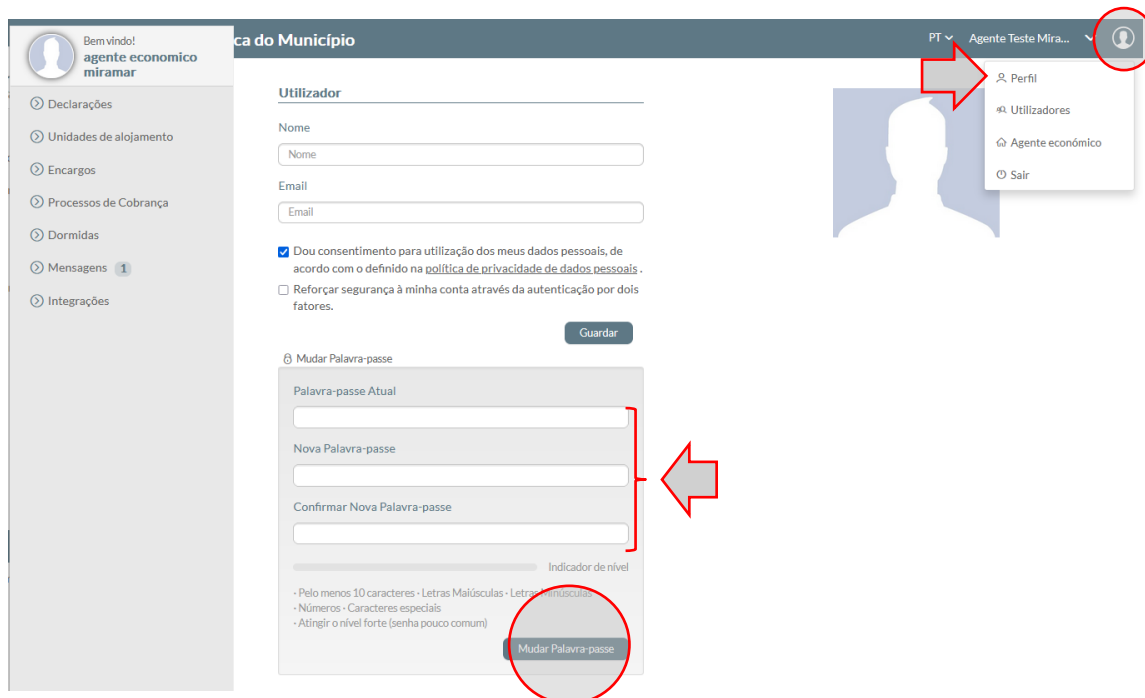 Bem vindo!
agente economico
miramar
ca do Município
PT
Agente Teste Mira...
Perfil
Utilizadores
Agente económico
Sair
Declarações
Unidades de alojamento
Encargos
Processos de Cobrança
Dormidas
Mensagens 1
Integrações
Utilizador
Nome
Nome
Email
Email
Dou consentimento para utilização dos meus dados pessoais, de
acordo com o definido na política de privacidade de dados pessoais .
Reforçar segurança à minha conta através da autenticação por dois
fatores.
Guardar
Mudar Palavra-passe
Palavra-passe Atual
Nova Palavra-passe
Confirmar Nova Palavra-passe
Indicador de nível
· Pelo menos 10 caracteres · Letras Maiúsculas · Letras Minúsculas
· Números · Caracteres especiais
· Atingir o nível forte (senha pouco comum)
Mudar Palavra-passe